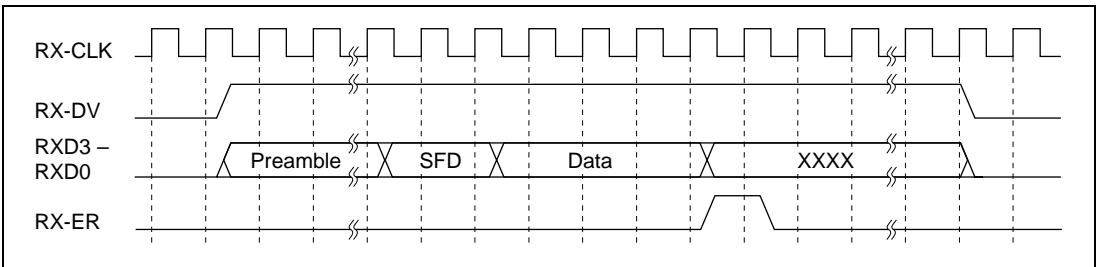 RX-CLK
RX-DV
RXD3 –
RXD0
Preamble SFD Data XXXX
RX-ER